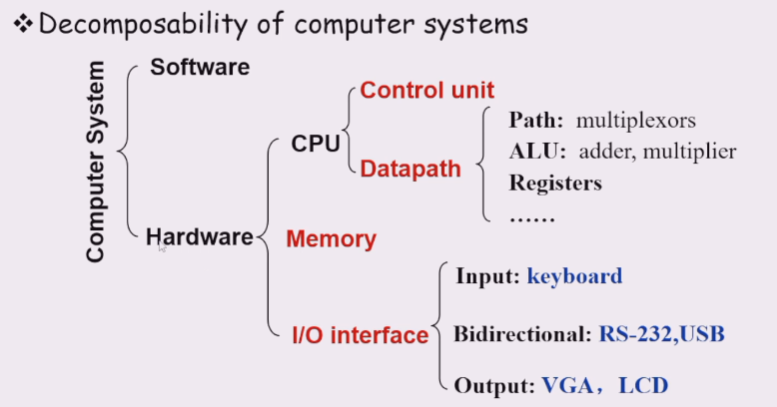 ❖Decomposability of computer systems
Computer System
Software
Hardware
CPU
Control unit
Datapath
Path: multiplexors
ALU: adder, multiplier
Registers
......
Memory
I/O interface
Input: keyboard
Bidirectional: RS-232,USB
Output: VGA，LCD